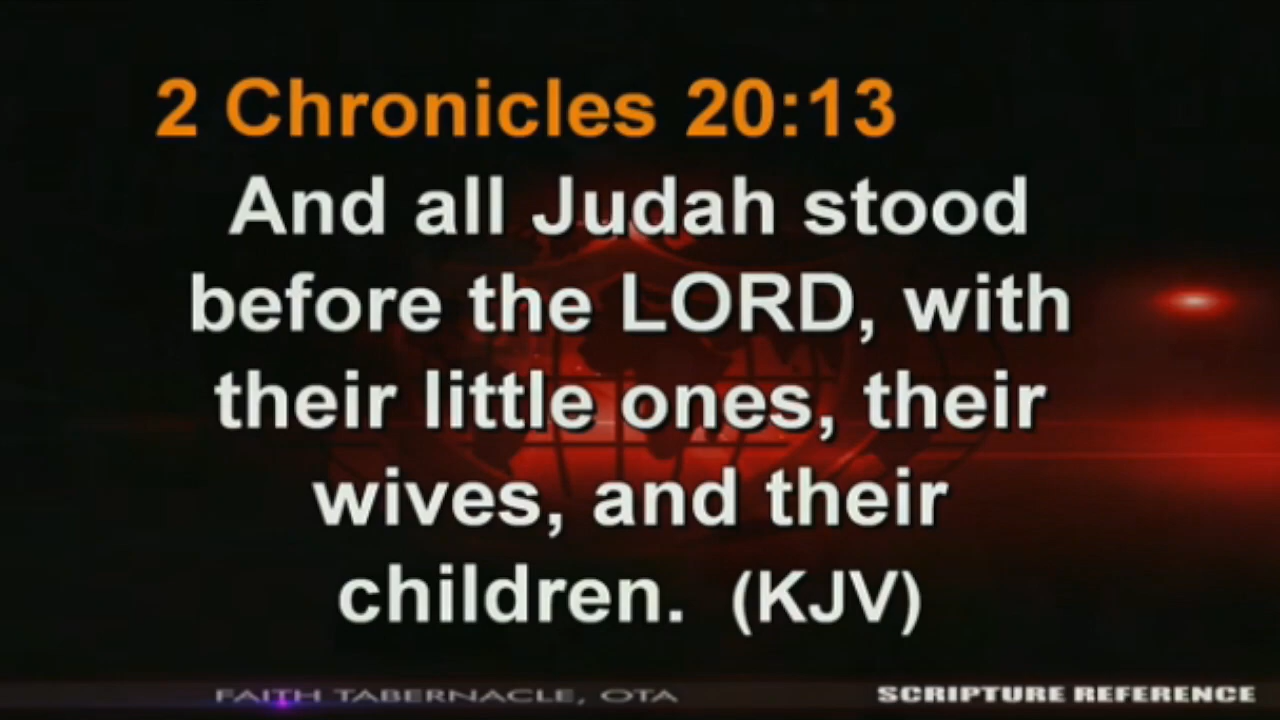 2 Chronicles 20:13
And all Judah stood
before the LORD, with
their little ones, their
wives, and their
children. (KJV)
FAITH TABERNACLE, OTA
SCRIPTURE REFERENCE